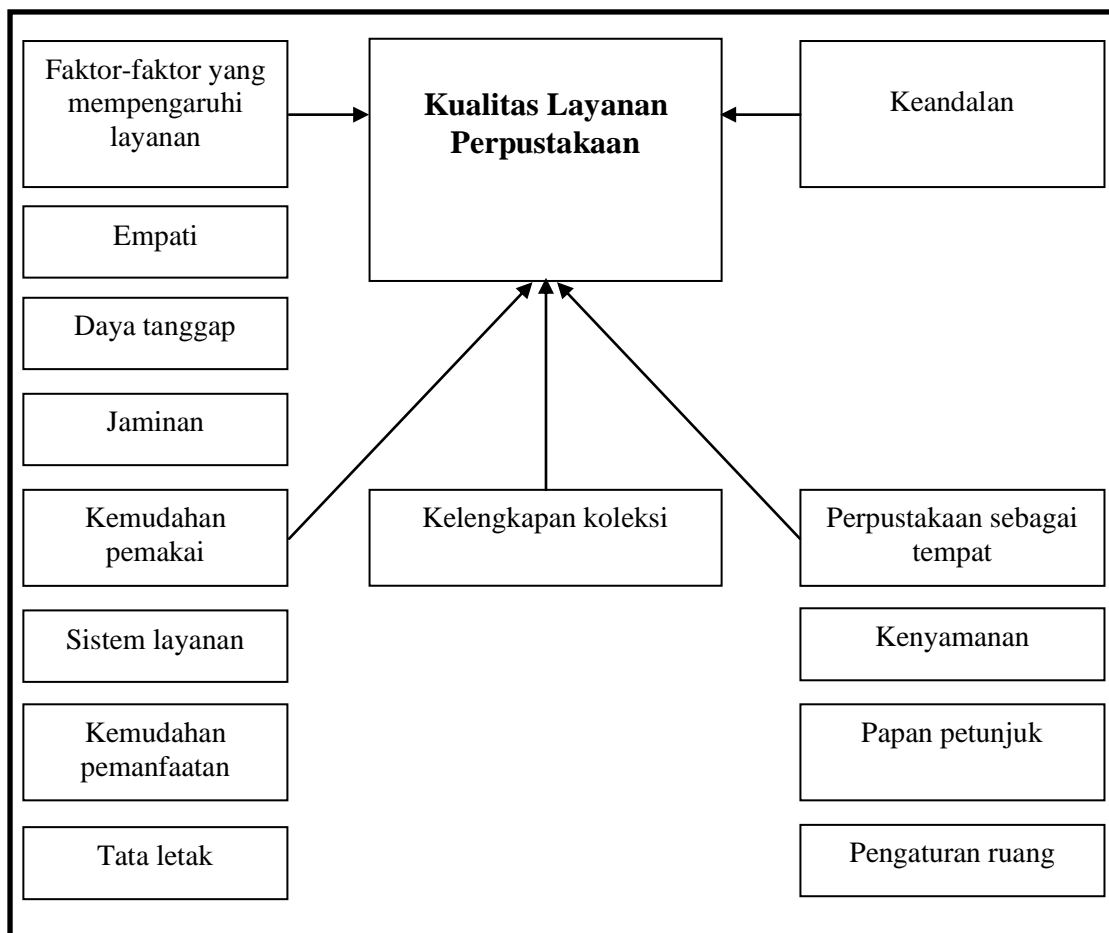 Faktor-faktor yang
mempengaruhi
layanan
Kualitas Layanan
Perpustakaan
Keandalan
Empati
Daya tanggap
Jaminan
Kemudahan
pemakai
Kelengkapan koleksi
Perpustakaan sebagai
tempat
Sistem layanan
Kenyamanan
Kemudahan
pemanfaatan
Papan petunjuk
Tata letak
Pengaturan ruang